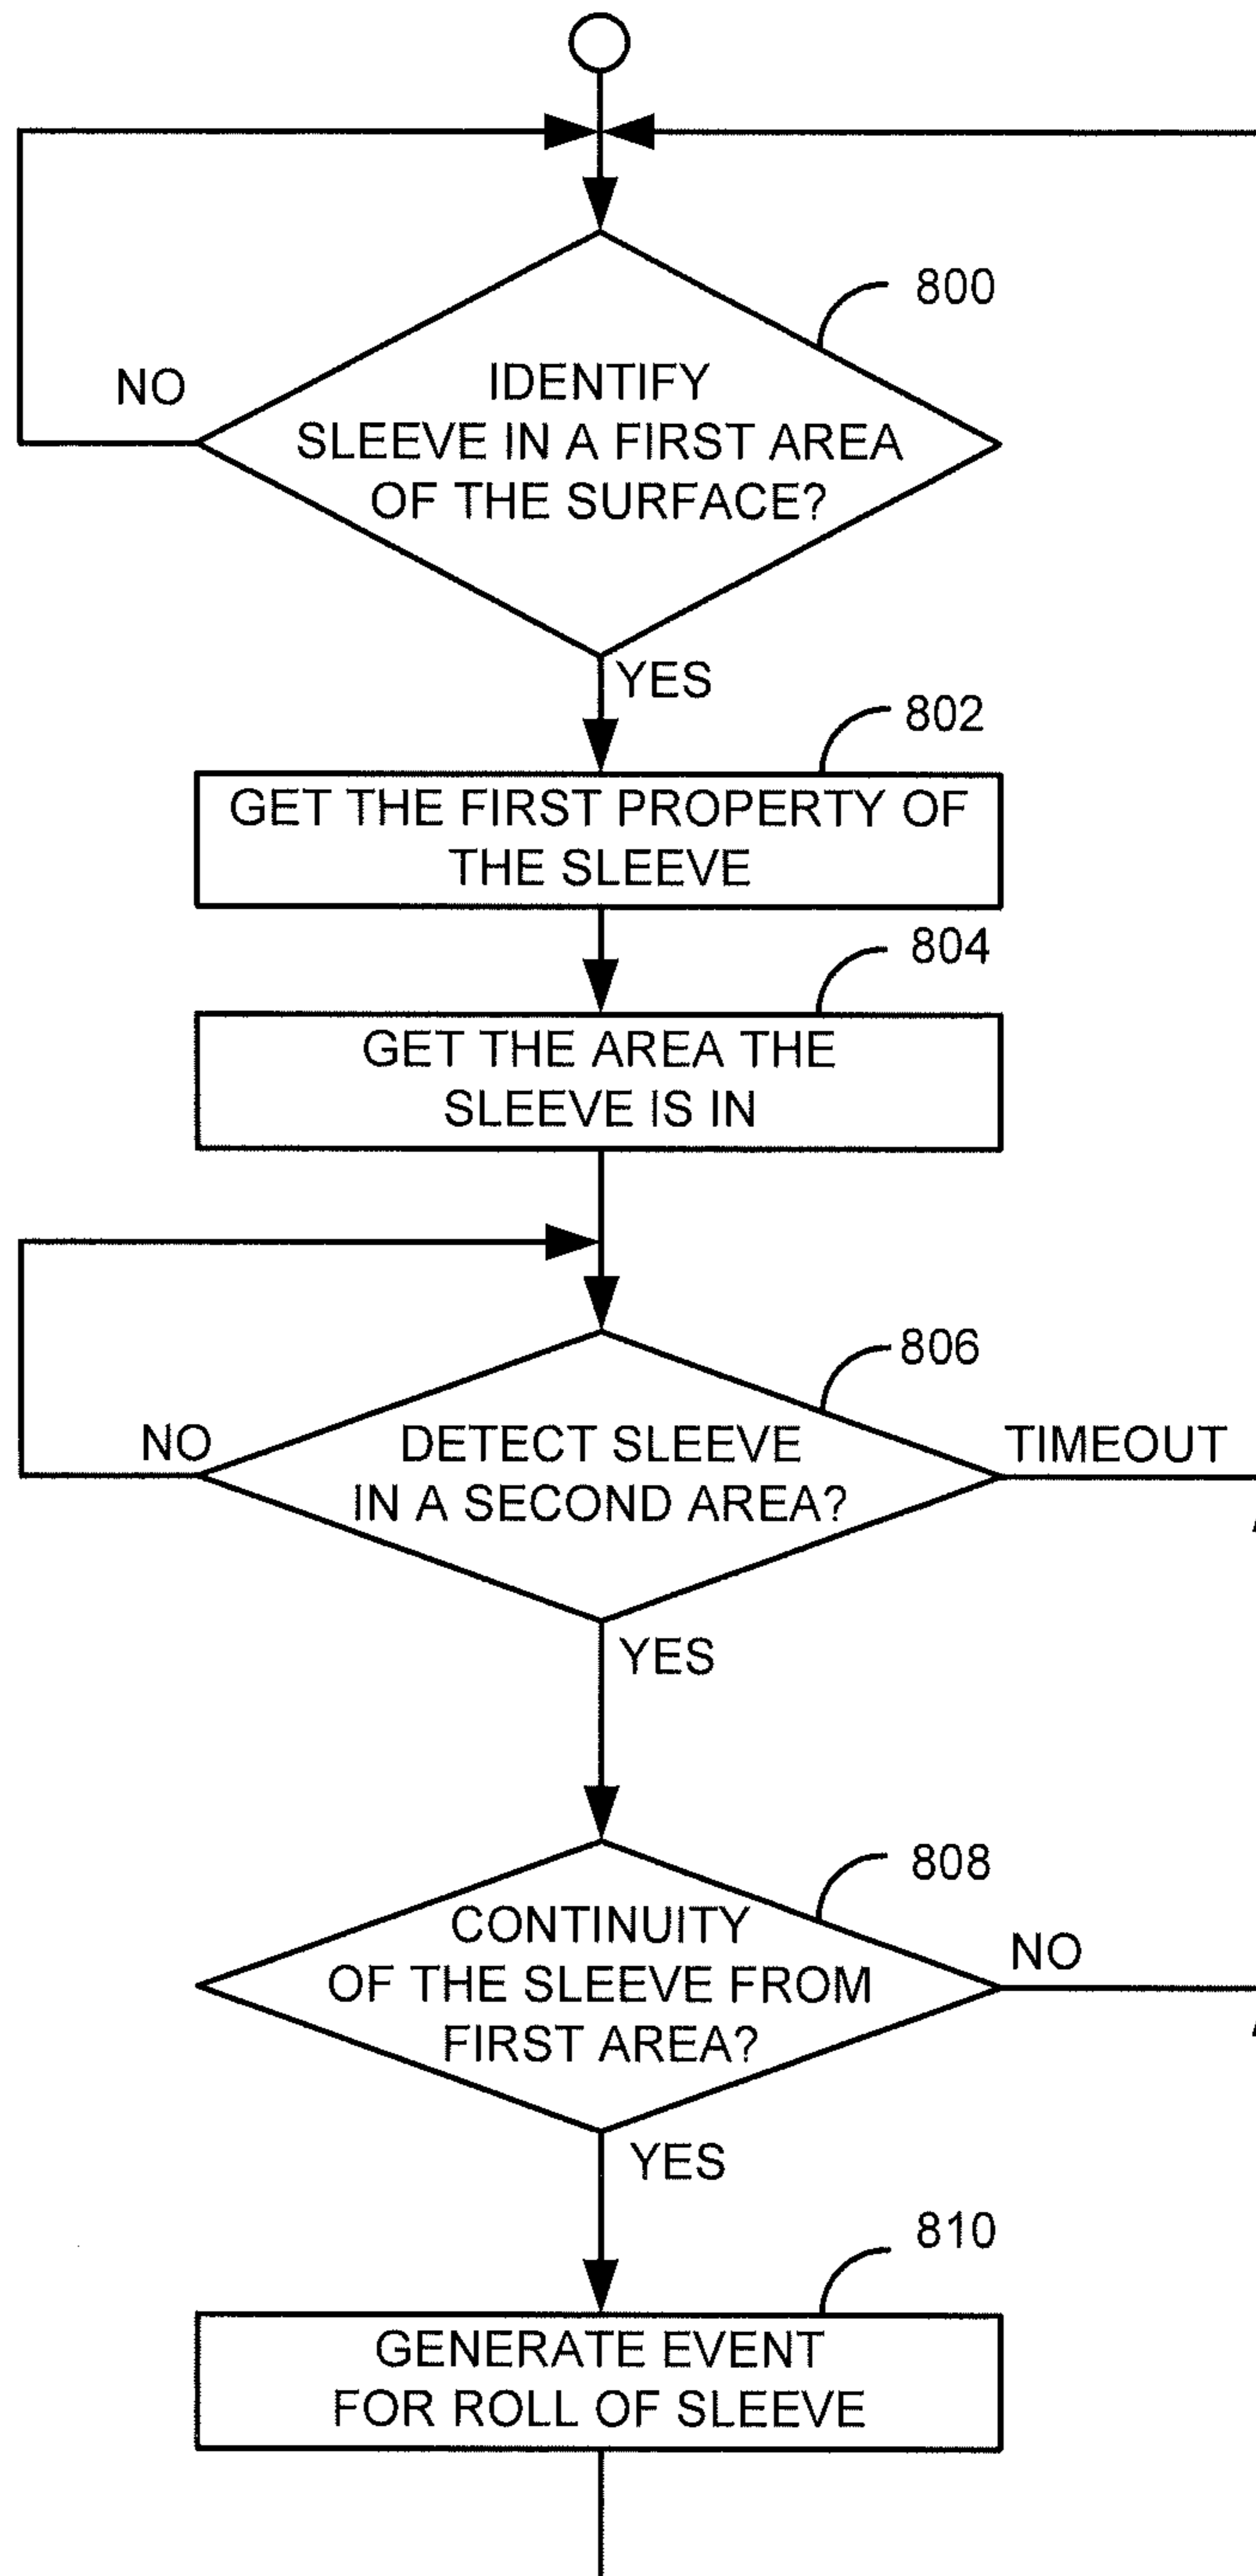 800
IDENTIFY
SLEEVE IN A FIRST AREA
OF THE SURFACE?
NO
YES
802
GET THE FIRST PROPERTY OF
THE SLEEVE
804
GET THE AREA THE
SLEEVE IS IN
806
DETECT SLEEVE
IN A SECOND AREA?
NO
TIMEOUT
YES
808
CONTINUITY
OF THE SLEEVE FROM
FIRST AREA?
NO
YES
810
GENERATE EVENT
FOR ROLL OF SLEEVE